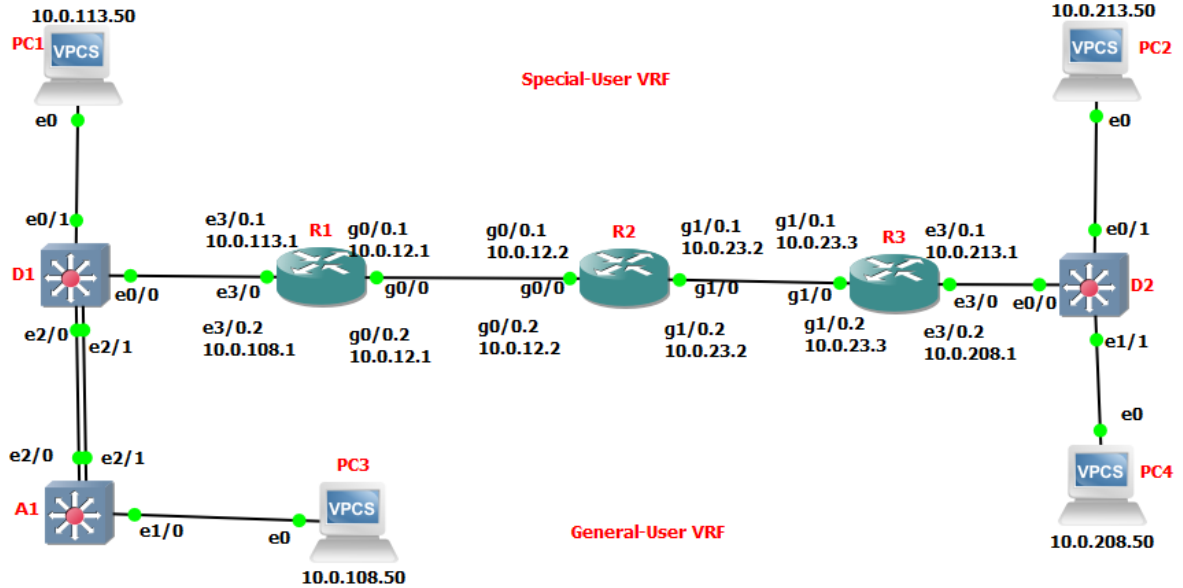 10.0.113.50
PC1
VPCS
e0
10.0.213.50
PC2
VPCS
e0
Special-User VRF
e0/1
D1
e0/0
e2/0
e2/1
e3/0.1
10.0.113.1
R1
g0/0.1
10.0.12.1
e3/0
g0/0
e3/0.2
10.0.108.1
g0/0.2
10.0.12.1
g0/0.1
10.0.12.2
R2
g1/0.1
10.0.23.2
g0/0
g1/0
g0/0.2
10.0.12.2
g1/0.2
10.0.23.2
g1/0.1
10.0.23.3
R3
e3/0.1
10.0.213.1
g1/0
e3/0
g1/0.2
10.0.23.3
e3/0.2
10.0.208.1
e0/1
e0/0
D2
e1/1
e2/0
e2/1
A1
e1/0
PC3
e0
VPCS
10.0.108.50
General-User VRF
e0
VPCS
PC4
10.0.208.50